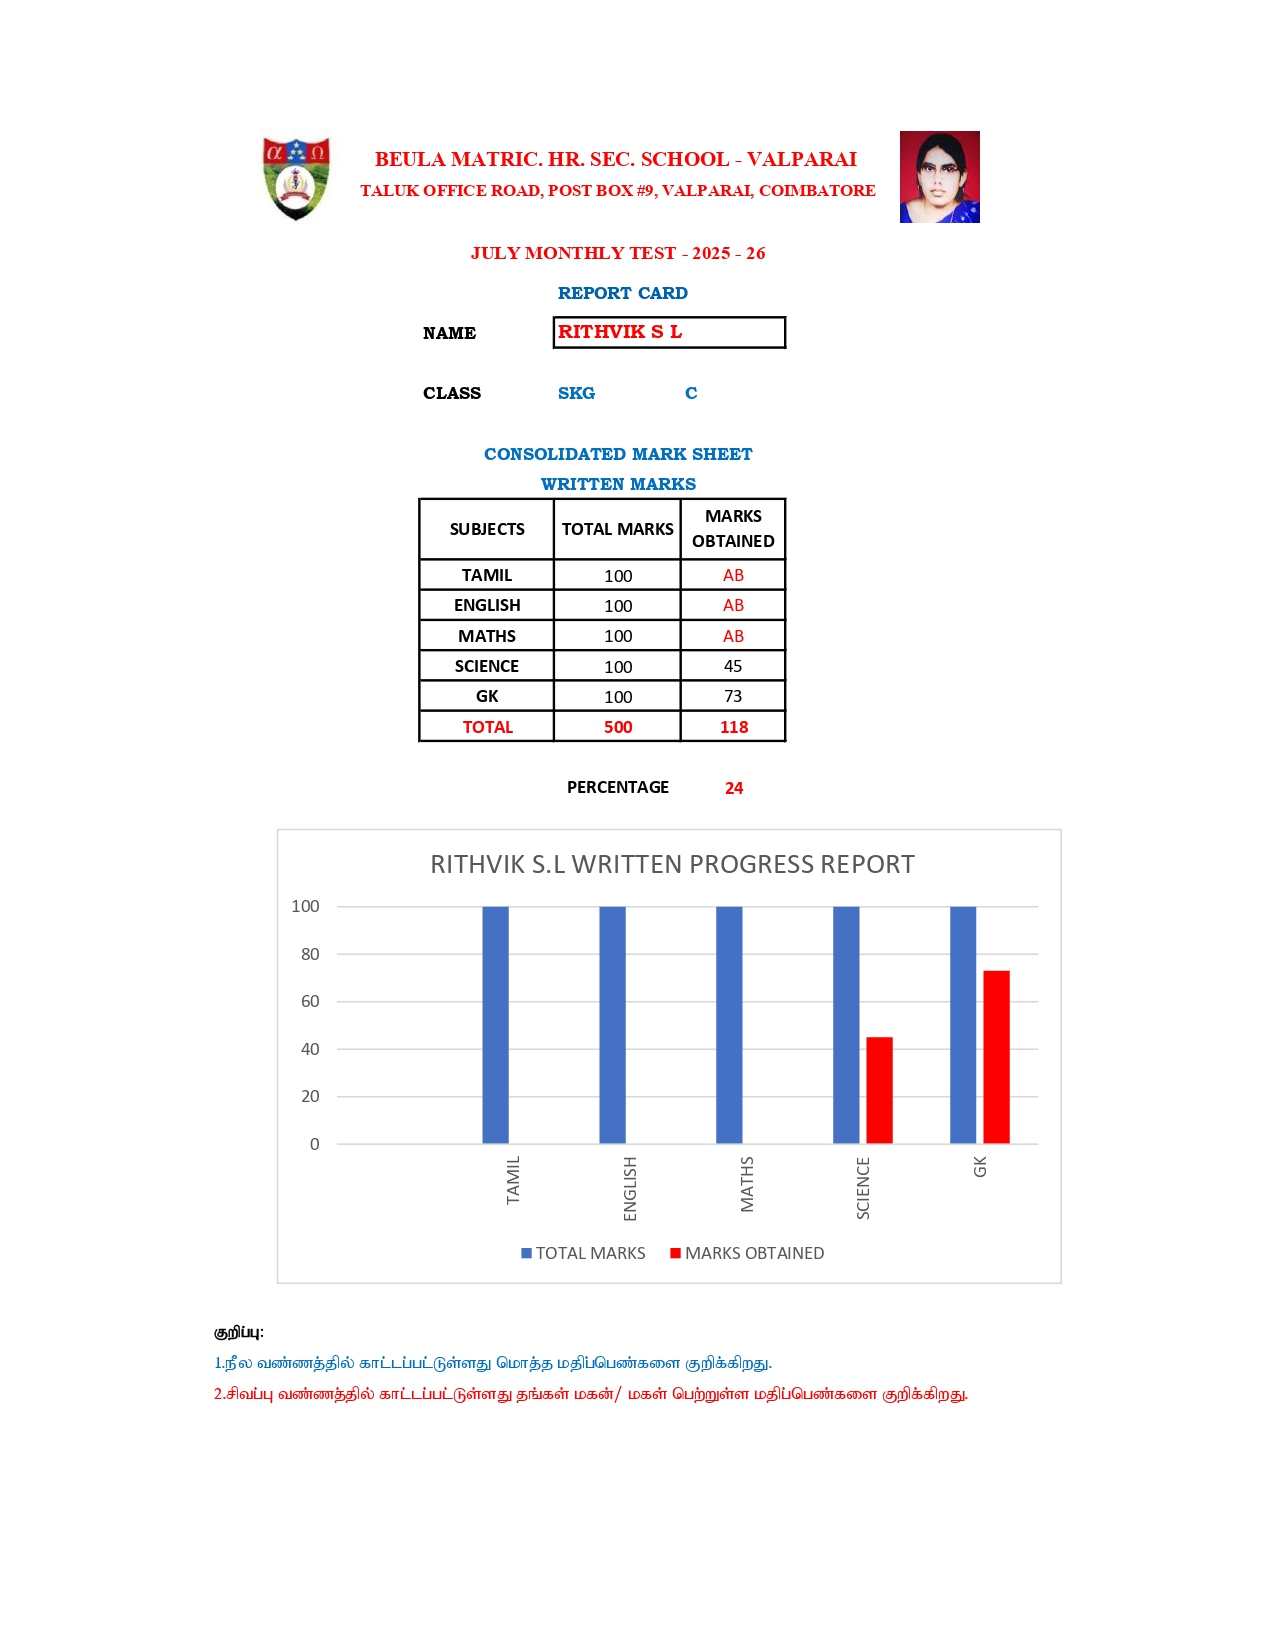 α Ω
BEULA MATRIC. HR. SEC. SCHOOL - VALPARAI
TALUK OFFICE ROAD, POST BOX #9, VALPARAI, COIMBATORE
JULY MONTHLY TEST - 2025 - 26
REPORT CARD
NAME RITHVIK S L
CLASS SKG C
CONSOLIDATED MARK SHEET
WRITTEN MARKS
SUBJECTS TOTAL MARKS MARKS OBTAINED
TAMIL 100 AB
ENGLISH 100 AB
MATHS 100 AB
SCIENCE 100 45
GK 100 73
TOTAL 500 118
PERCENTAGE 24
RITHVIK S.L WRITTEN PROGRESS REPORT
100
80
60
40
20
0
TAMIL ENGLISH MATHS SCIENCE GK
TOTAL MARKS MARKS OBTAINED
குறிப்பு:
1.நீல வண்ணத்தில் காட்டப்பட்டுள்ளது மொத்த மதிப்பெண்களை குறிக்கிறது.
2.சிவப்பு வண்ணத்தில் காட்டப்பட்டுள்ளது தங்கள் மகன்/ மகள் பெற்றுள்ள மதிப்பெண்களை குறிக்கிறது.